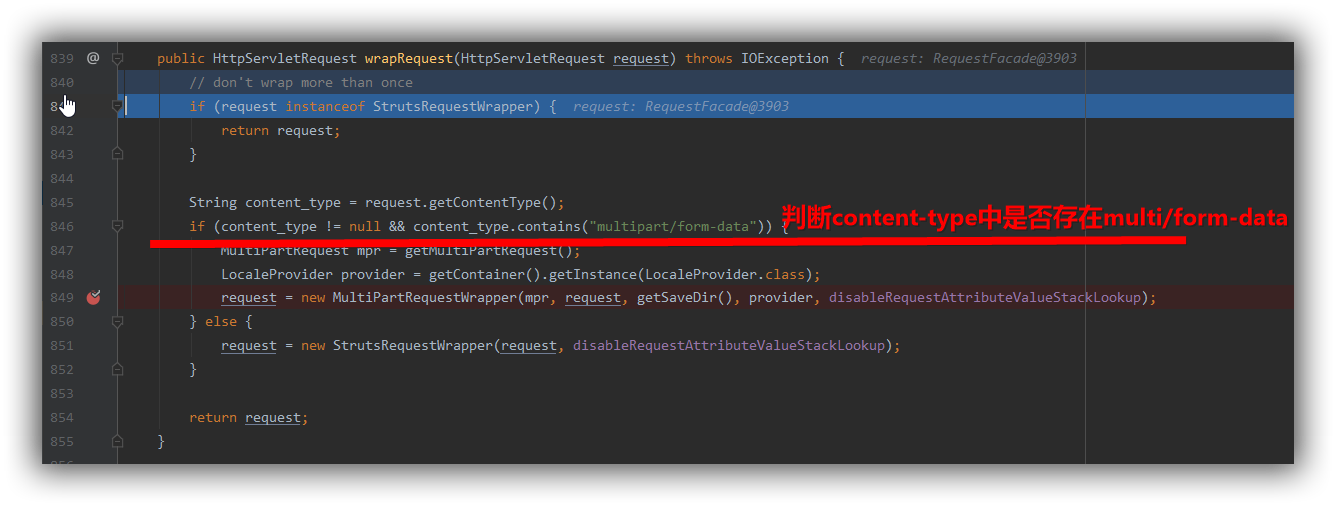 839 @ public HttpServletRequest wrapRequest(HttpServletRequest request) throws IOException { request: RequestFacade@3903
840 // don't wrap more than once
if (request instanceof StrutsRequestWrapper) { request: RequestFacade@3903
842 return request;
843 }
844
845 String content_type = request.getContentType();
846 if (content_type != null && content_type.contains("multipart/form-data")) { 判断content-type中是否存在multi/form-data
847 MultiPartRequest mpr = getMultiPartRequest();
848 LocaleProvider provider = getContainer().getInstance(LocaleProvider.class);
849 request = new MultiPartRequestWrapper(mpr, request, getSaveDir(), provider, disableRequestAttributeValueStackLookup);
850 } else {
851 request = new StrutsRequestWrapper(request, disableRequestAttributeValueStackLookup);
852 }
853
854 return request;
855 }